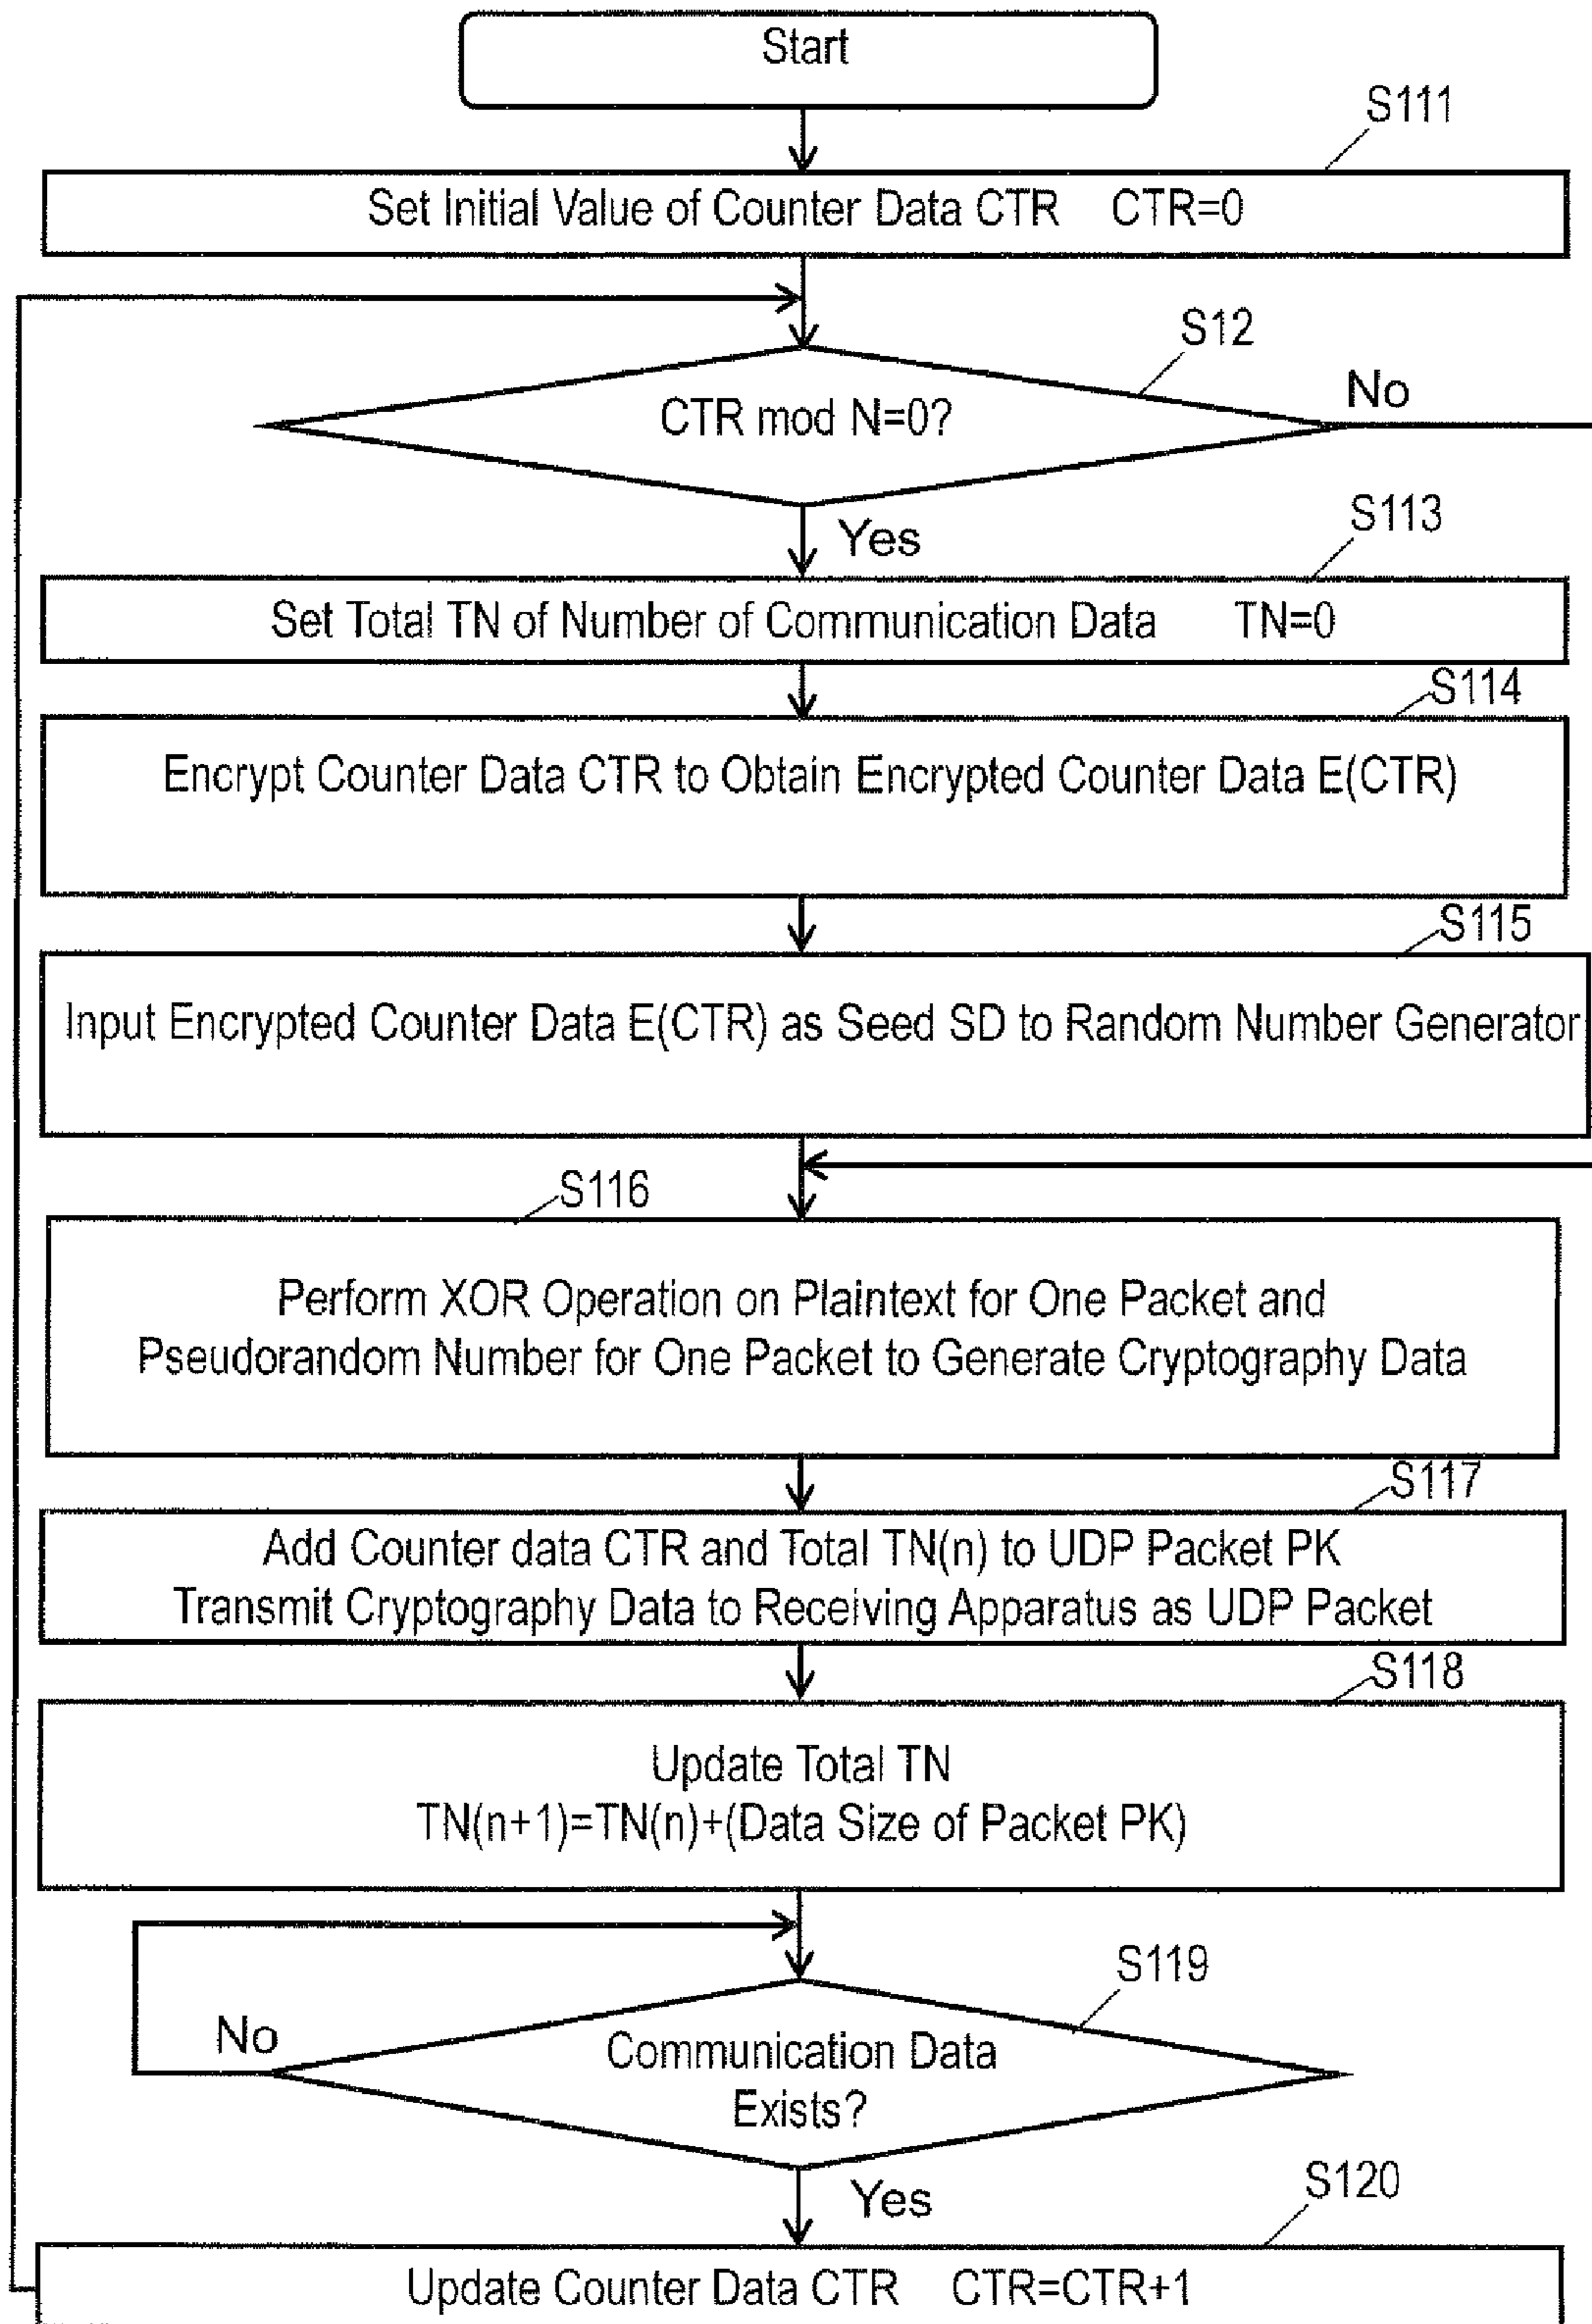 Start
S111
Set Initial Value of Counter Data CTR CTR=0
S12
CTR mod N=0?
No
Yes
S113
Set Total TN of Number of Communication Data TN=0
S114
Encrypt Counter Data CTR to Obtain Encrypted Counter Data E(CTR)
S115
Input Encrypted Counter Data E(CTR) as Seed SD to Random Number Generator
S116
Perform XOR Operation on Plaintext for One Packet and
Pseudorandom Number for One Packet to Generate Cryptography Data
S117
Add Counter data CTR and Total TN(n) to UDP Packet PK
Transmit Cryptography Data to Receiving Apparatus as UDP Packet
S118
Update Total TN
TN(n+1)=TN(n)+(Data Size of Packet PK)
S119
No
Communication Data
Exists?
Yes
S120
Update Counter Data CTR CTR=CTR+1